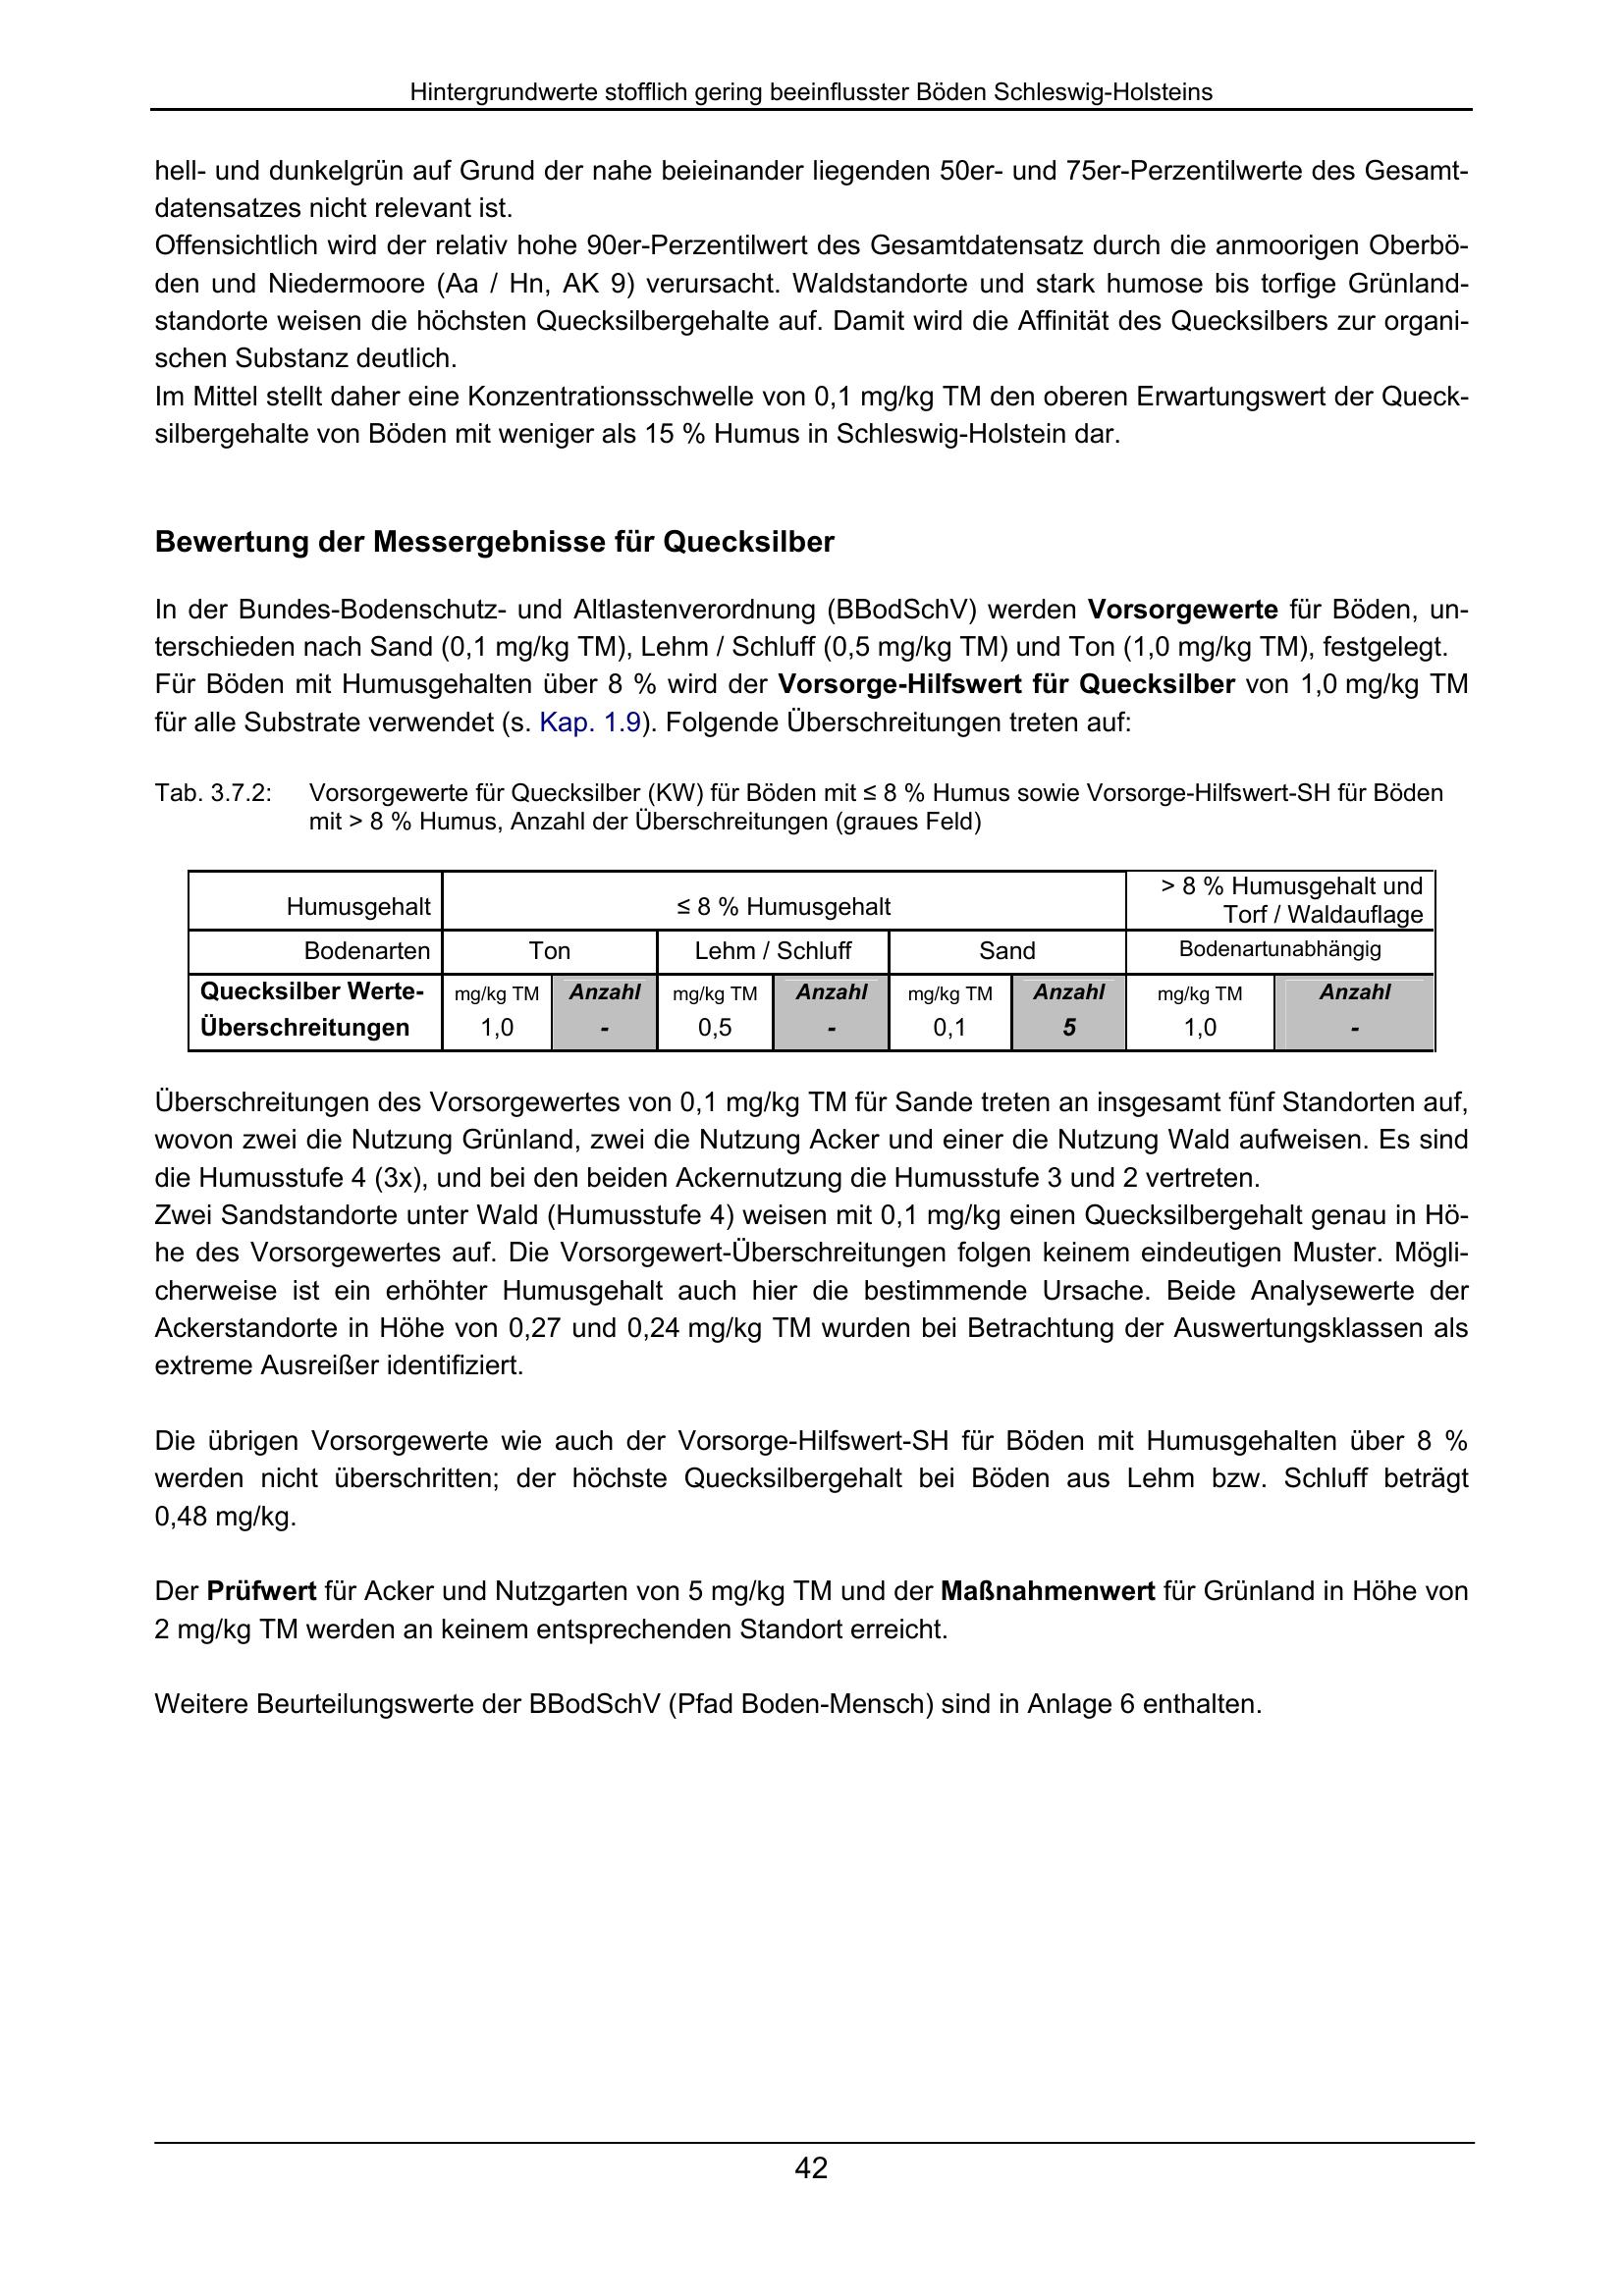 Hintergrundwerte stofflich gering beeinflusster Böden Schleswig-Holsteins
hell- und dunkelgrün auf Grund der nahe beieinander liegenden 50er- und 75er-Perzentilwerte des Gesamt-
datensatzes nicht relevant ist.
Offensichtlich wird der relativ hohe 90er-Perzentilwert des Gesamtdatensatz durch die anmoorigen Oberbö-
den und Niedermoore (Aa / Hn, AK 9) verursacht. Waldstandorte und stark humose bis torfige Grünland-
standorte weisen die höchsten Quecksilbergehalte auf. Damit wird die Affinität des Quecksilbers zur organi-
schen Substanz deutlich.
Im Mittel stellt daher eine Konzentrationsschwelle von 0,1 mg/kg TM den oberen Erwartungswert der Queck-
silbergehalte von Böden mit weniger als 15 % Humus in Schleswig-Holstein dar.
Bewertung der Messergebnisse für Quecksilber
In der Bundes-Bodenschutz- und Altlastenverordnung (BBodSchV) werden Vorsorgewerte für Böden, un-
terschieden nach Sand (0,1 mg/kg TM), Lehm / Schluff (0,5 mg/kg TM) und Ton (1,0 mg/kg TM), festgelegt.
Für Böden mit Humusgehalten über 8 % wird der Vorsorge-Hilfswert für Quecksilber von 1,0 mg/kg TM
für alle Substrate verwendet (s. Kap. 1.9). Folgende Überschreitungen treten auf:
Tab. 3.7.2: Vorsorgewerte für Quecksilber (KW) für Böden mit ≤ 8 % Humus sowie Vorsorge-Hilfswert-SH für Böden
mit > 8 % Humus, Anzahl der Überschreitungen (graues Feld)
Humusgehalt ≤ 8 % Humusgehalt > 8 % Humusgehalt und
Torf / Waldauflage
Bodenarten Ton Lehm / Schluff Sand Bodenartunabhängig
Quecksilber Werte- mg/kg TM Anzahl mg/kg TM Anzahl mg/kg TM Anzahl mg/kg TM Anzahl
Überschreitungen 1,0 - 0,5 - 0,1 5 1,0 -
Überschreitungen des Vorsorgewertes von 0,1 mg/kg TM für Sande treten an insgesamt fünf Standorten auf,
wovon zwei die Nutzung Grünland, zwei die Nutzung Acker und einer die Nutzung Wald aufweisen. Es sind
die Humusstufe 4 (3x), und bei den beiden Ackernutzung die Humusstufe 3 und 2 vertreten.
Zwei Sandstandorte unter Wald (Humusstufe 4) weisen mit 0,1 mg/kg einen Quecksilbergehalt genau in Hö-
he des Vorsorgewertes auf. Die Vorsorgewert-Überschreitungen folgen keinem eindeutigen Muster. Mögli-
cherweise ist ein erhöhter Humusgehalt auch hier die bestimmende Ursache. Beide Analysewerte der
Ackerstandorte in Höhe von 0,27 und 0,24 mg/kg TM wurden bei Betrachtung der Auswertungsklassen als
extreme Ausreißer identifiziert.
Die übrigen Vorsorgewerte wie auch der Vorsorge-Hilfswert-SH für Böden mit Humusgehalten über 8 %
werden nicht überschritten; der höchste Quecksilbergehalt bei Böden aus Lehm bzw. Schluff beträgt
0,48 mg/kg.
Der Prüfwert für Acker und Nutzgarten von 5 mg/kg TM und der Maßnahmenwert für Grünland in Höhe von
2 mg/kg TM werden an keinem entsprechenden Standort erreicht.
Weitere Beurteilungswerte der BBodSchV (Pfad Boden-Mensch) sind in Anlage 6 enthalten.
42